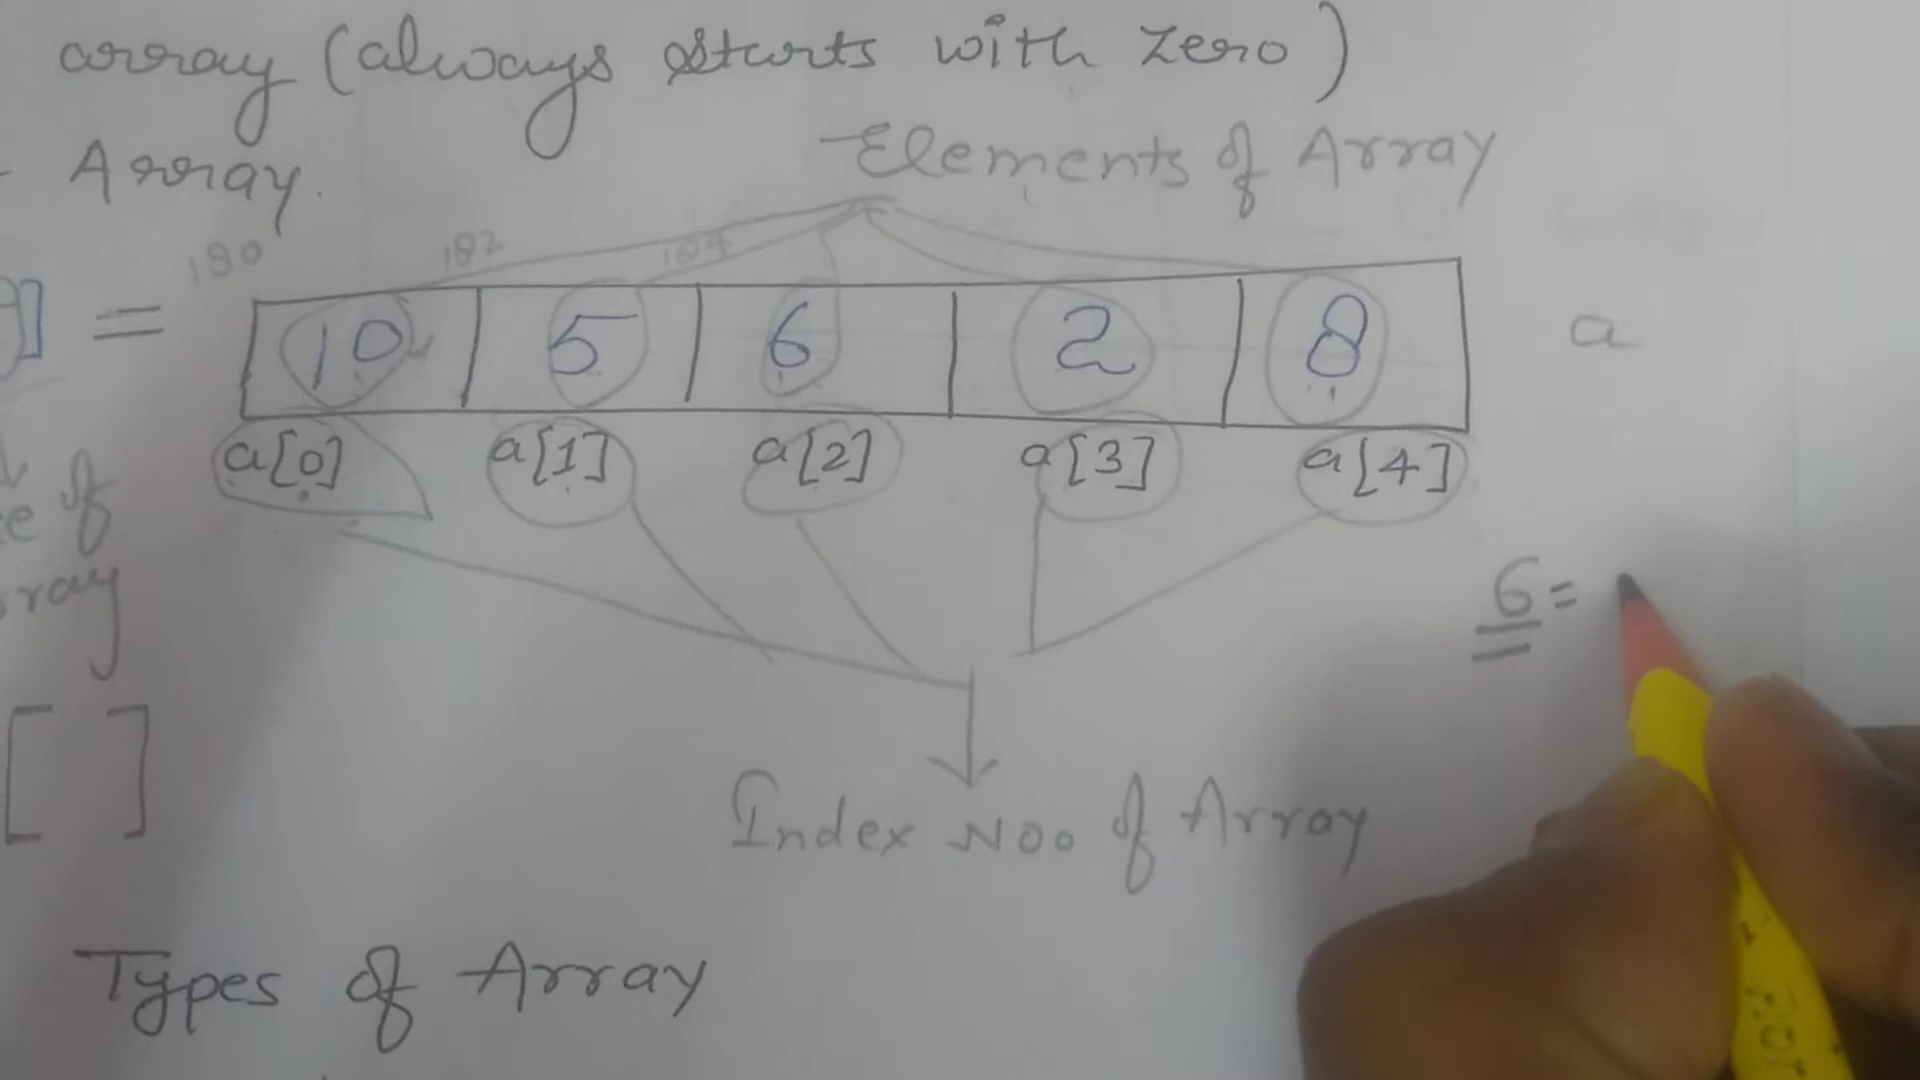 array (always starts with zero)
Array.
Elements of Array
180 182 184
] = 10 5 6 2 8 a
a[0] a[1] a[2] a[3] a[4]
of
6 =
[ ]
Index No. of Array
Types of Array